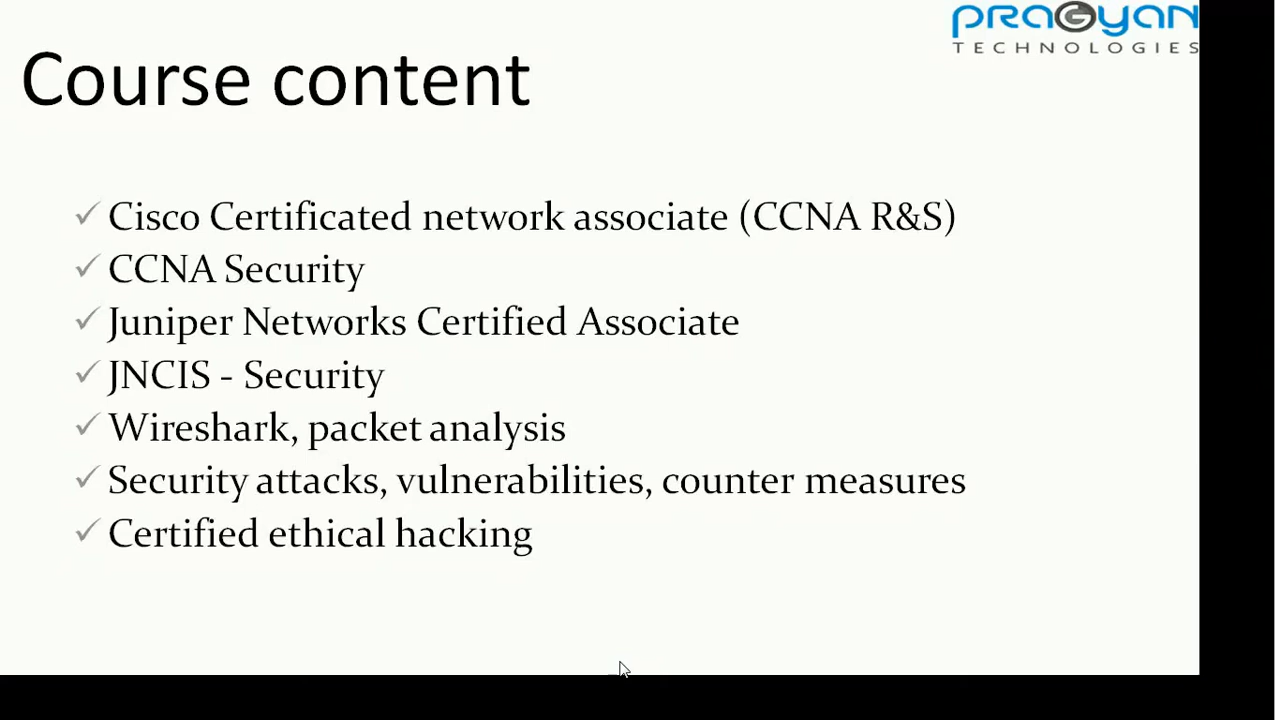 PRAGYAN
TECHNOLOGIES
Course content
Cisco Certificated network associate (CCNA R&S)
CCNA Security
Juniper Networks Certified Associate
JNCIS - Security
Wireshark, packet analysis
Security attacks, vulnerabilities, counter measures
Certified ethical hacking